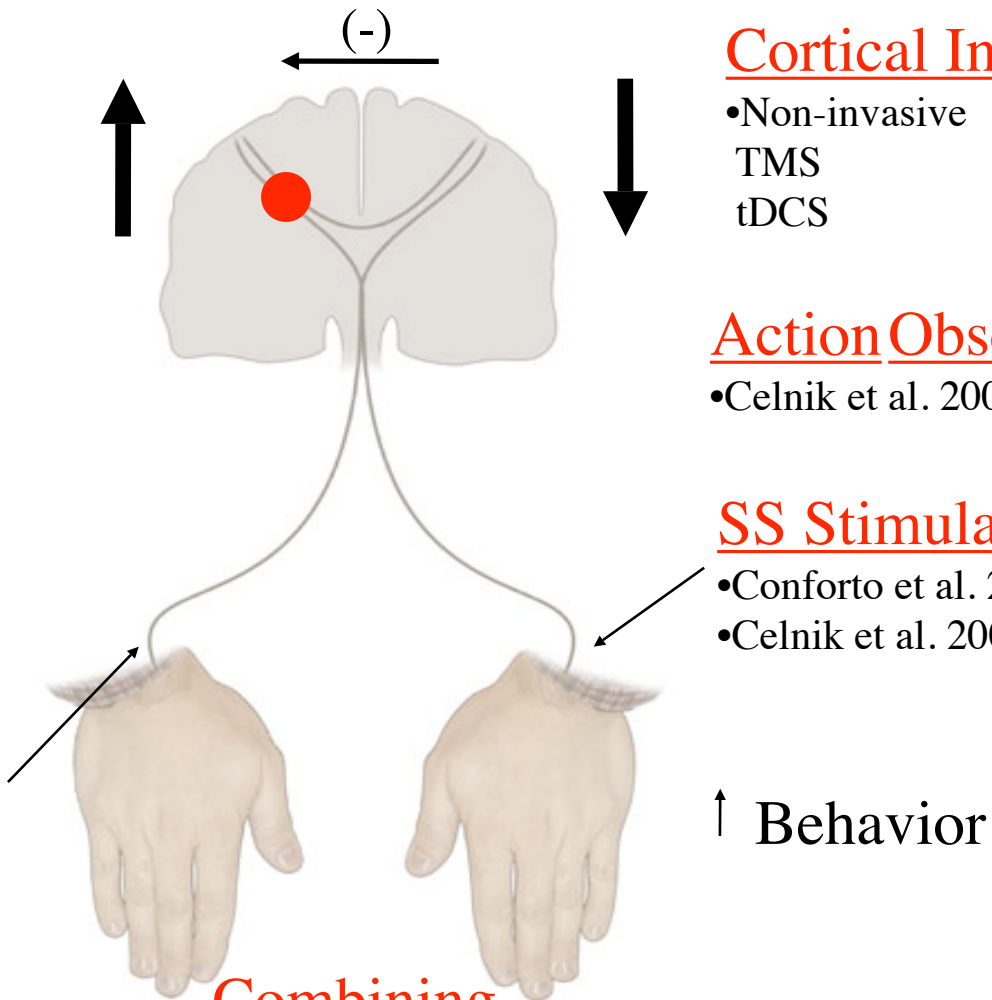 (-)
Cortical In
•Non-invasive
TMS
tDCS
Action Obs
•Celnik et al. 200
SS Stimula
•Conforto et al. 2
•Celnik et al. 200
Behavior
Combining